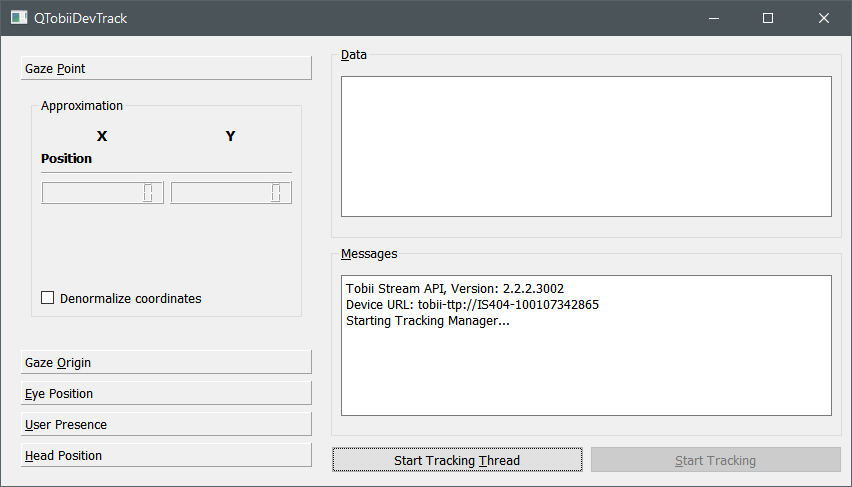 QTobiiDevTrack
Gaze Point
Approximation
X Y
Position
0 0
Denormalize coordinates
Gaze Origin
Eye Position
User Presence
Head Position
Data
Messages
Tobii Stream API, Version: 2.2.2.3002
Device URL: tobii-ttp://IS404-100107342865
Starting Tracking Manager...
Start Tracking Thread
Start Tracking